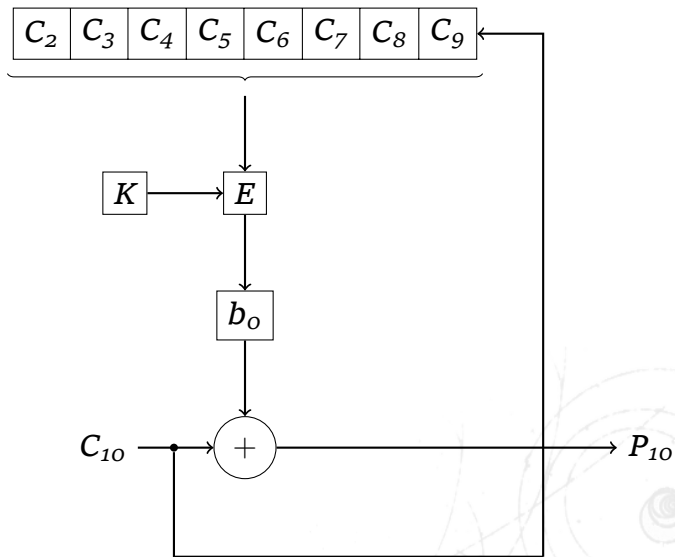 C₂ C₃ C₄ C₅ C₆ C₇ C₈ C₉
K E
b₀
C₁₀ + P₁₀